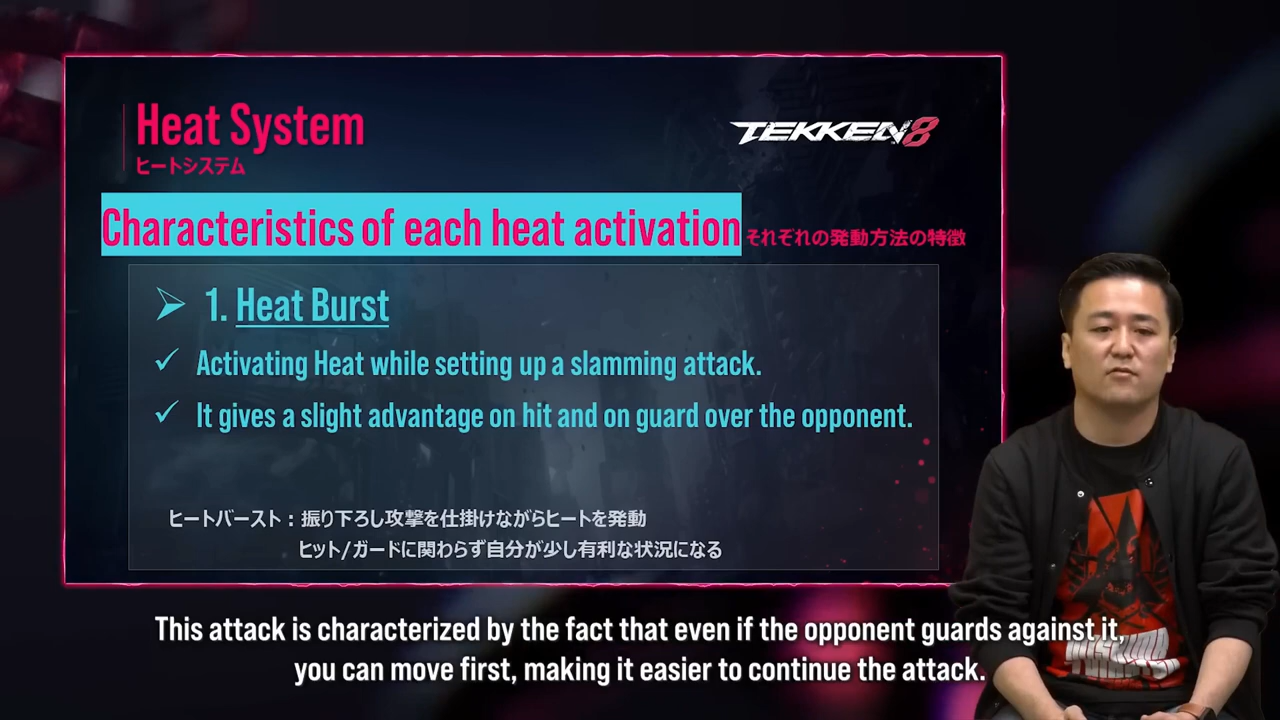 Heat System
ヒートシステム
TEKKEN 8
Characteristics of each heat activation それぞれの発動方法の特徴
➢ 1. Heat Burst
✓ Activating Heat while setting up a slamming attack.
✓ It gives a slight advantage on hit and on guard over the opponent.
ヒートバースト：振り下ろし攻撃を仕掛けながらヒートを発動
ヒット/ガードに関わらず自分が少し有利な状況になる
This attack is characterized by the fact that even if the opponent guards against it,
you can move first, making it easier to continue the attack.